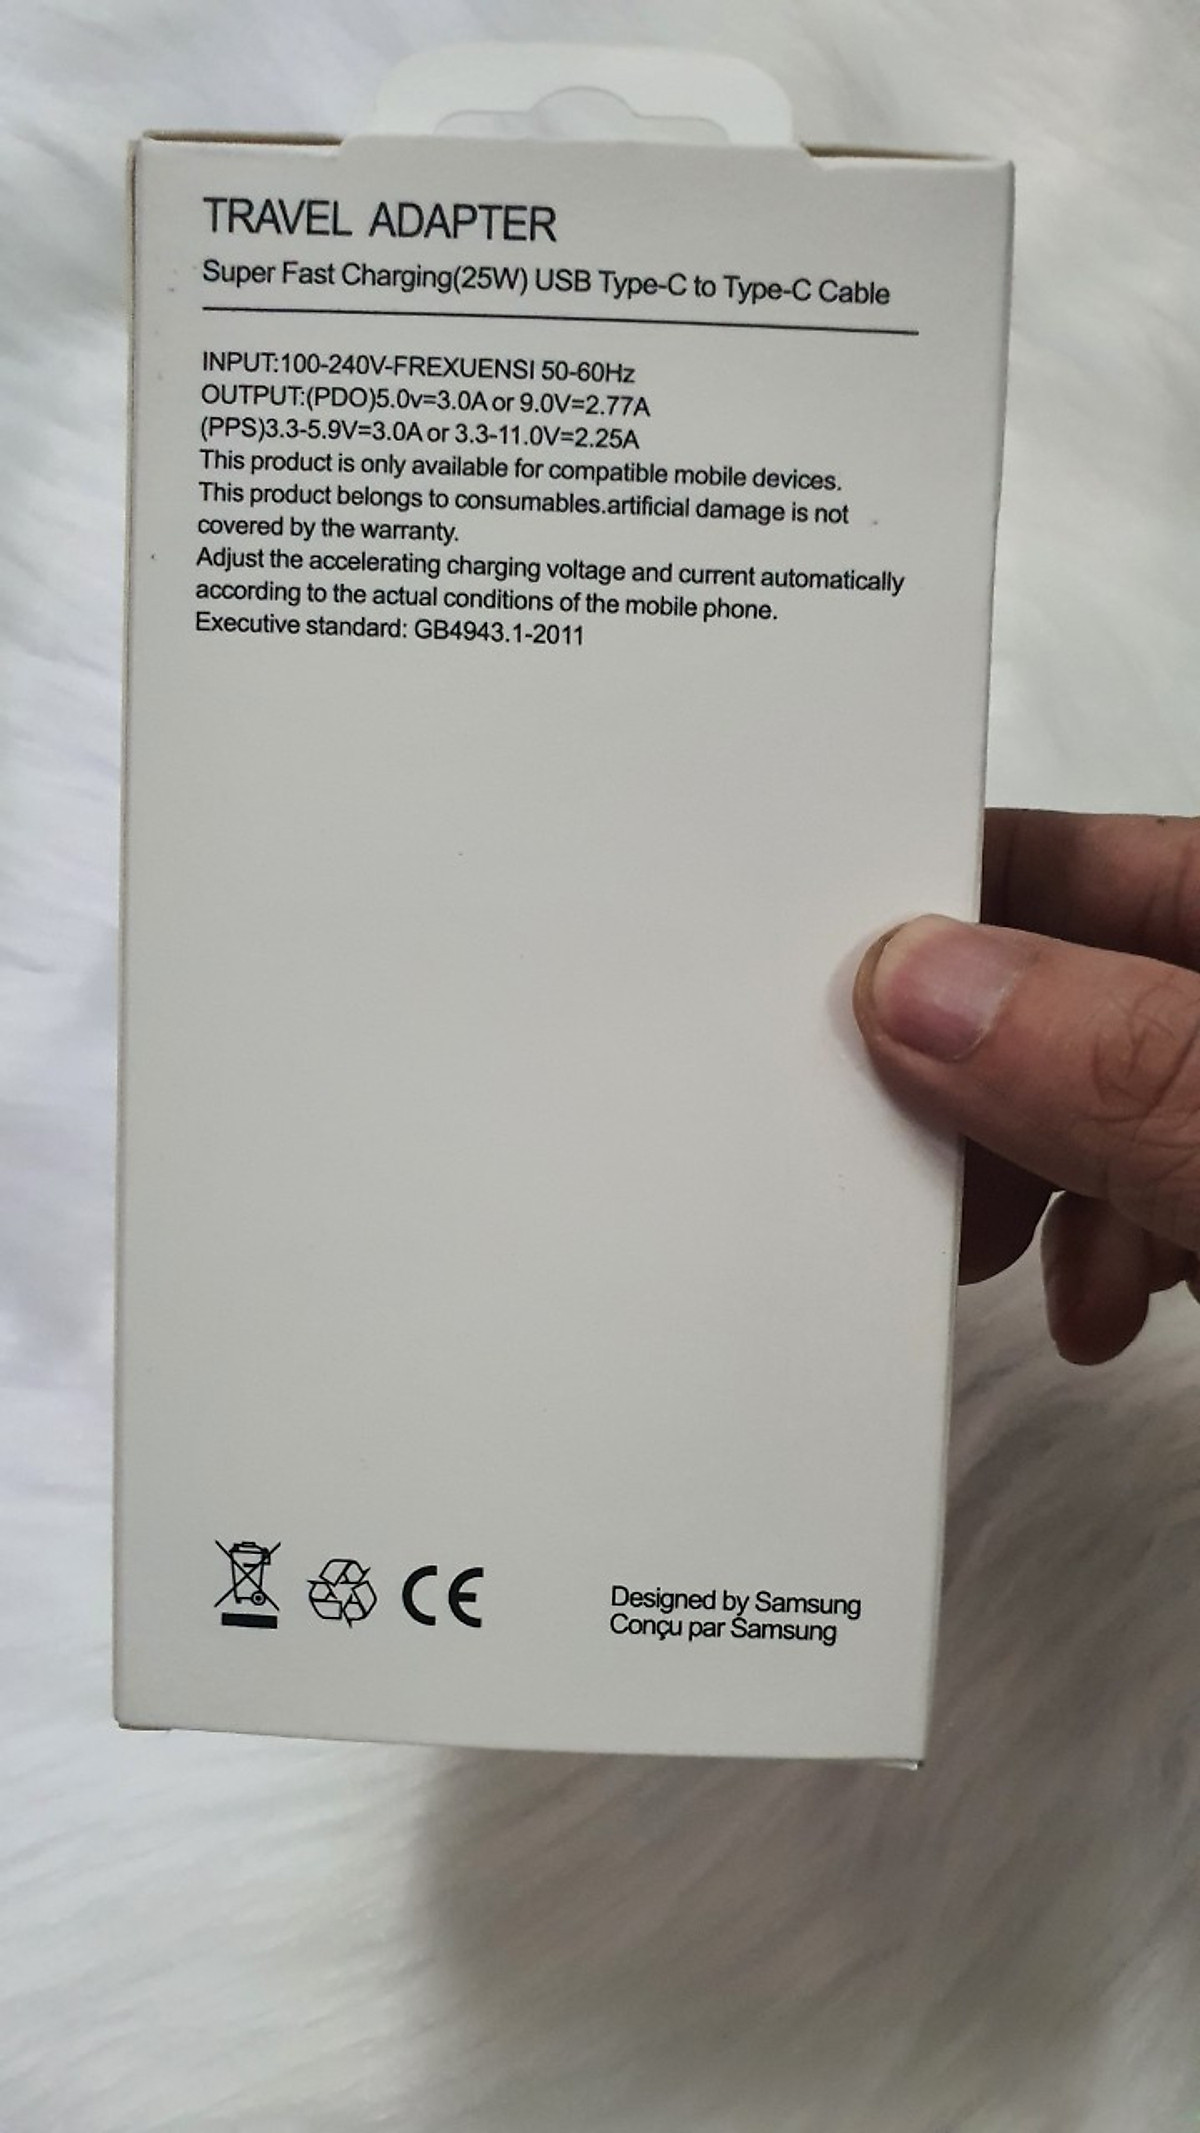 TRAVEL ADAPTER
Super Fast Charging(25W) USB Type-C to Type-C Cable
INPUT:100-240V-FREXUENSI 50-60Hz
OUTPUT:(PDO)5.0v=3.0A or 9.0V=2.77A
(PPS)3.3-5.9V=3.0A or 3.3-11.0V=2.25A
This product is only available for compatible mobile devices.
This product belongs to consumables.artificial damage is not
covered by the warranty.
Adjust the accelerating charging voltage and current automatically
according to the actual conditions of the mobile phone.
Executive standard: GB4943.1-2011
CE
Designed by Samsung
Conçu par Samsung